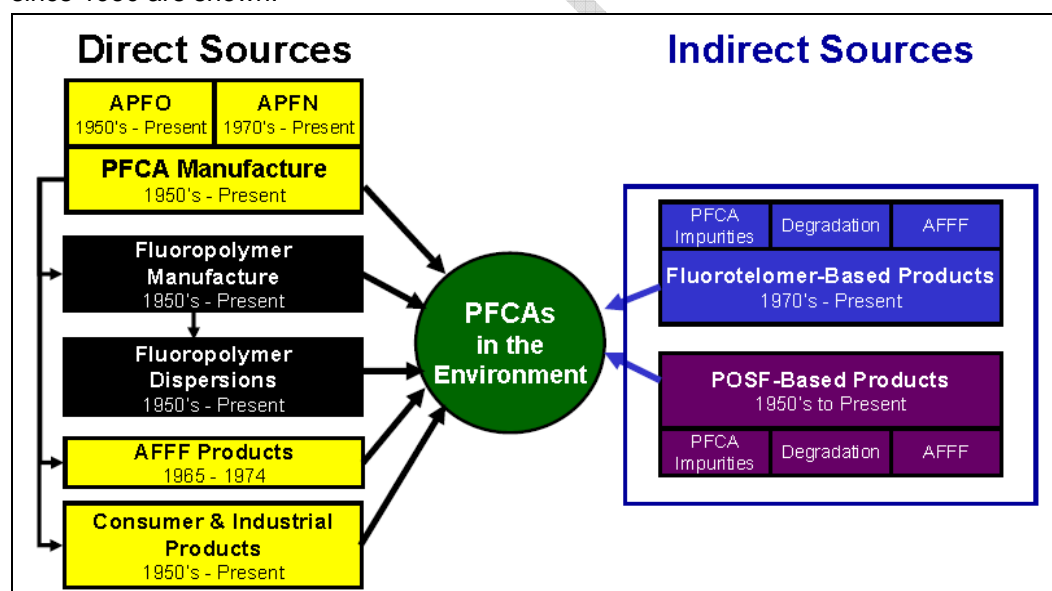 Direct Sources
Indirect Sources
APFO
1950's - Present
APFN
1970's - Present
PFCA Manufacture
1950's - Present
Fluoropolymer
Manufacture
1950's - Present
Fluoropolymer
Dispersions
1950's - Present
AFFF Products
1965 - 1974
Consumer & Industrial
Products
1950's - Present
PFCAs
in the
Environment
PFCA
Impurities
Degradation
AFFF
Fluorotelomer-Based Products
1970's - Present
POSF-Based Products
1950's to Present
PFCA
Impurities
Degradation
AFFF